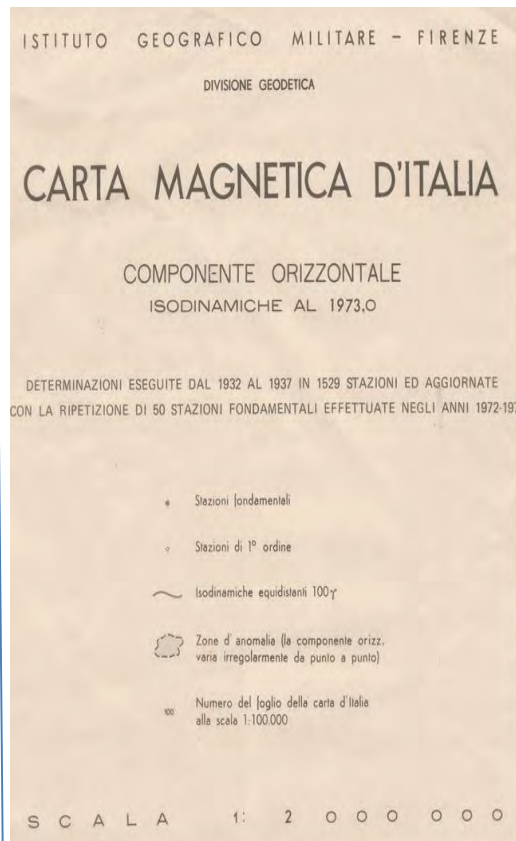 ISTITUTO GEOGRAFICO MILITARE – FIRENZE
DIVISIONE GEODETICA
CARTA MAGNETICA D'ITALIA
COMPONENTE ORIZZONTALE
ISODINAMICHE AL 1973,0
DETERMINAZIONI ESEGUITE DAL 1932 AL 1937 IN 1529 STAZIONI ED AGGIORNATE
CON LA RIPETIZIONE DI 50 STAZIONI FONDAMENTALI EFFETTUATE NEGLI ANNI 1972-197
Stazioni fondamentali
Stazioni di 1° ordine
Isodinamiche equidistanti 100γ
Zone d'anomalia (la componente orizz.
varia irregolarmente da punto a punto)
Numero del foglio della carta d'Italia
alla scala 1:100.000
SCALA 1: 2 000 000